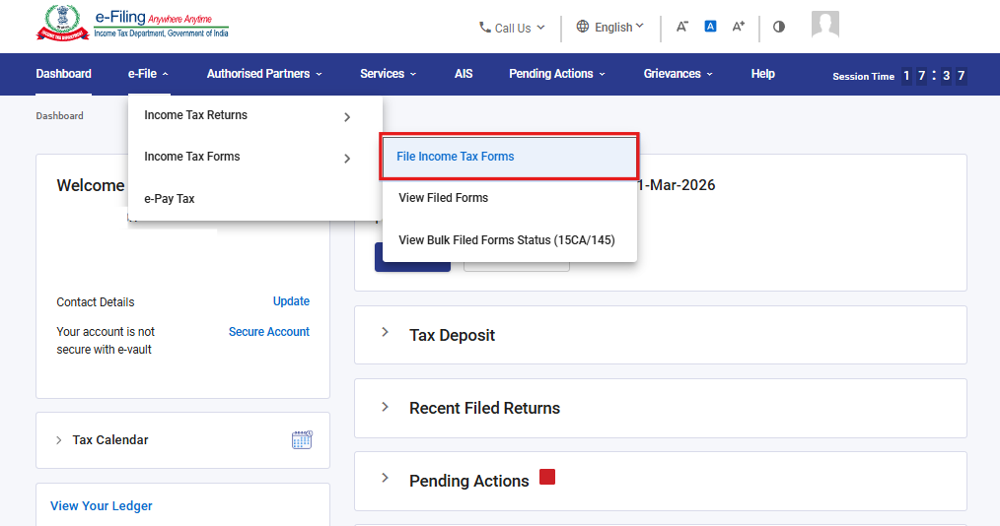 e-Filing Anywhere Anytime
Income Tax Department, Government of India
INCOME TAX DEPARTMENT
Call Us
English
A-
A
A+
Dashboard
e-File
Authorised Partners
Services
AIS
Pending Actions
Grievances
Help
Session Time 1 7 : 3 7
Dashboard
Income Tax Returns
Income Tax Forms
e-Pay Tax
File Income Tax Forms
View Filed Forms
View Bulk Filed Forms Status (15CA/145)
Welcome
1-Mar-2026
Contact Details
Update
Your account is not
secure with e-vault
Secure Account
Tax Calendar
View Your Ledger
Tax Deposit
Recent Filed Returns
Pending Actions